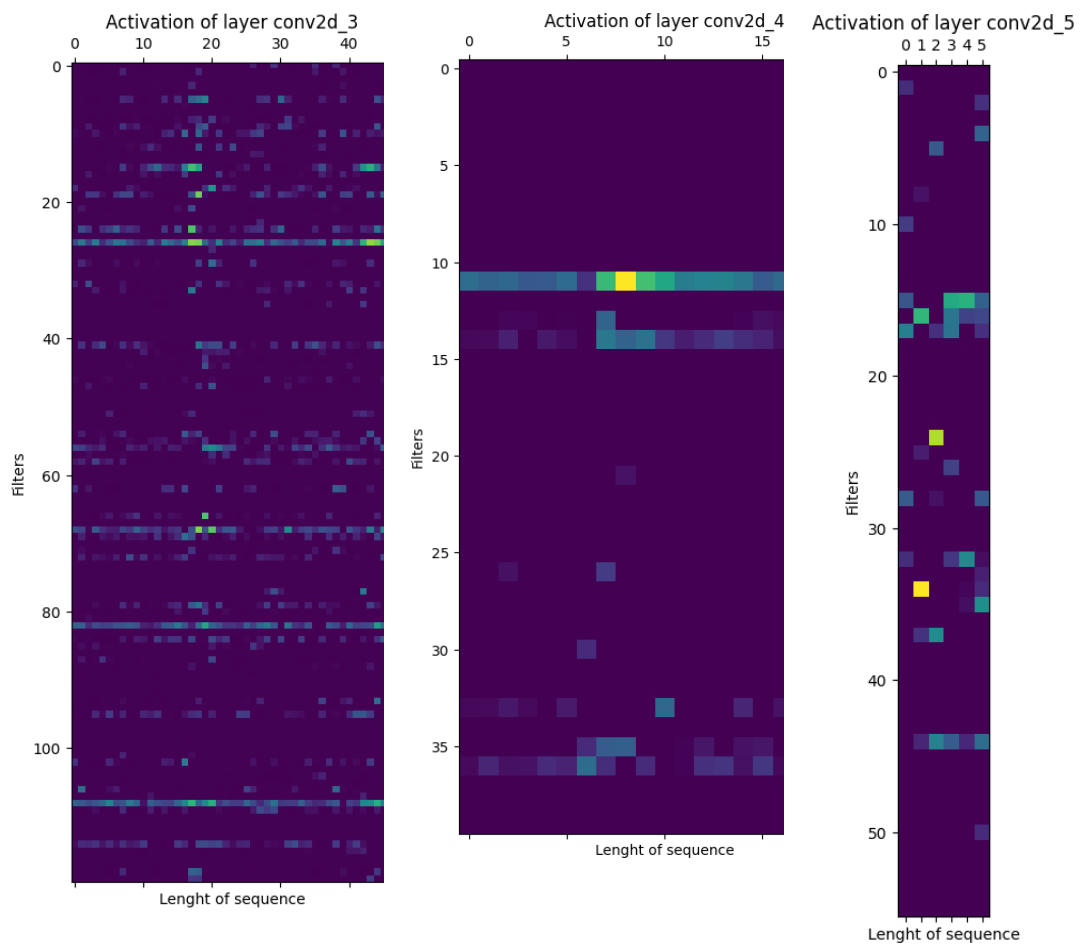 Activation of layer conv2d_3
0 10 20 30 40
0
20
40
60
80
100
Filters
Lenght of sequence
Activation of layer conv2d_4
0 5 10 15
0
5
10
15
20
25
30
35
Filters
Lenght of sequence
Activation of layer conv2d_5
0 1 2 3 4 5
0
10
20
30
40
50
Filters
Lenght of sequence